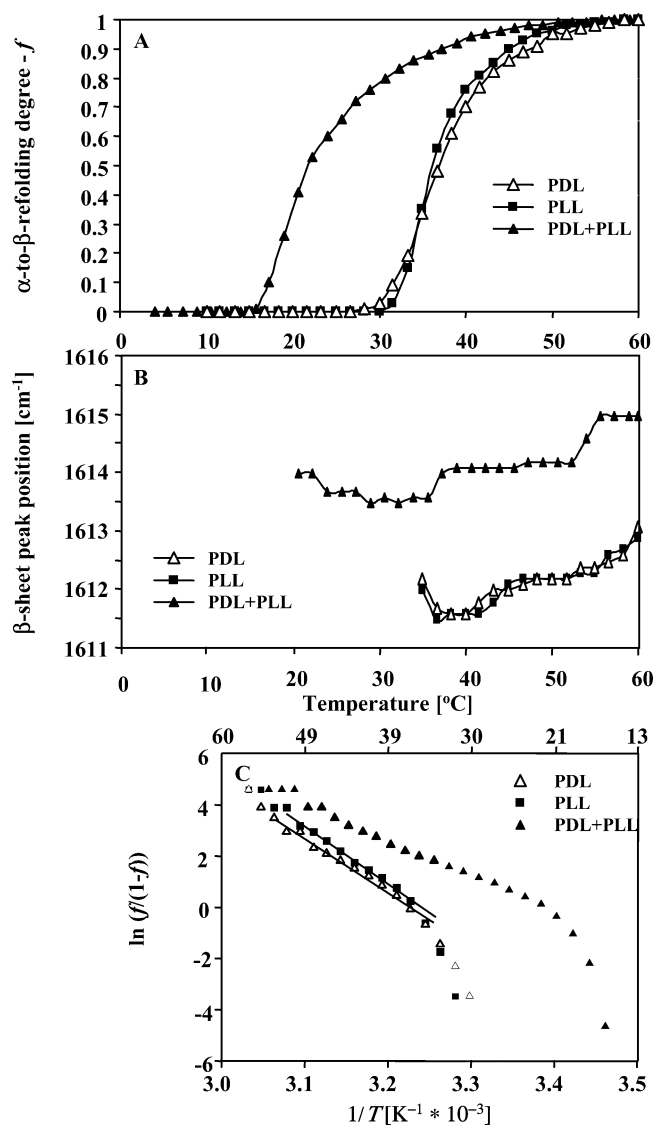 A
α-to-β-refolding degree - f
1
0.9
0.8
0.7
0.6
0.5
0.4
0.3
0.2
0.1
0
PDL
PLL
PDL+PLL
0 10 20 30 40 50 60
B
β-sheet peak position [cm⁻¹]
1616
1615
1614
1613
1612
1611
PDL
PLL
PDL+PLL
0 10 20 30 40 50 60
Temperature [°C]
60 49 39 30 21 13
C
ln (f/(1-f))
6
4
2
0
-2
-4
-6
PDL
PLL
PDL+PLL
3.0 3.1 3.2 3.3 3.4 3.5
1/T [K⁻¹ * 10⁻³]